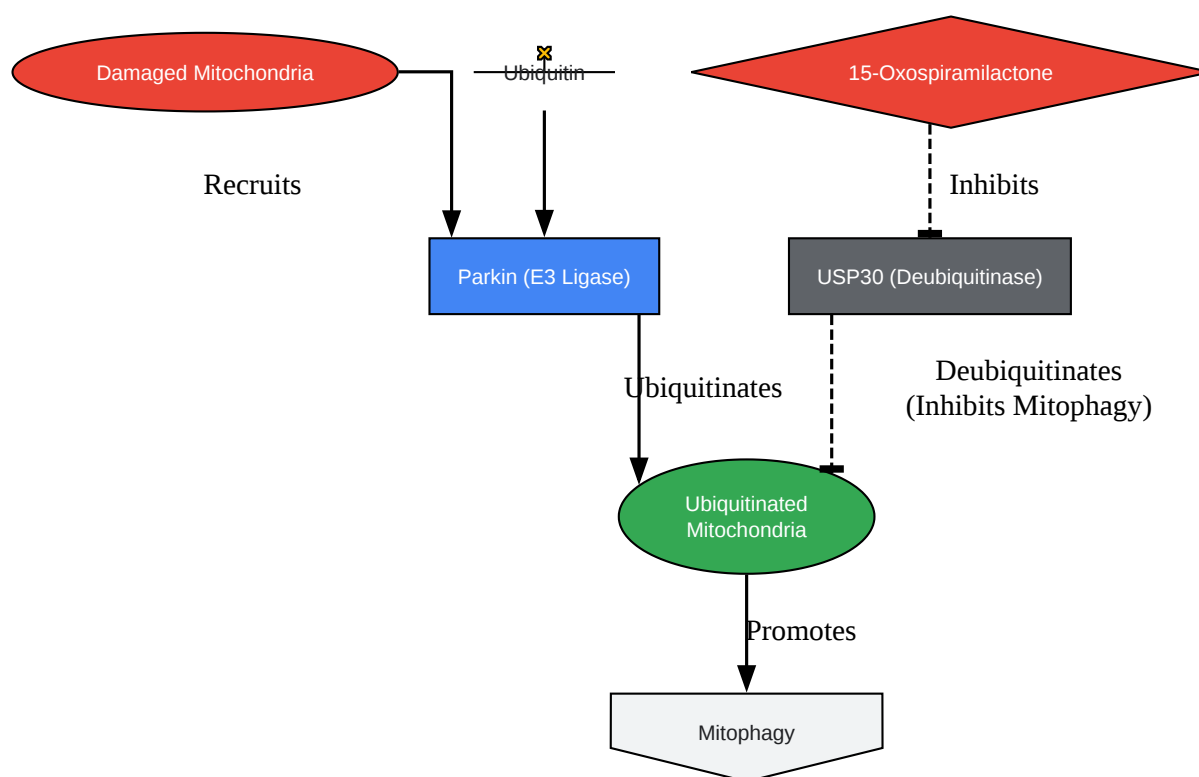 Damaged Mitochondria
Ubiquitin
15-Oxospiramilactone
Recruits
Inhibits
Parkin (E3 Ligase)
USP30 (Deubiquitinase)
Ubiquitinates
Deubiquitinates
(Inhibits Mitophagy)
Ubiquitinated
Mitochondria
Promotes
Mitophagy